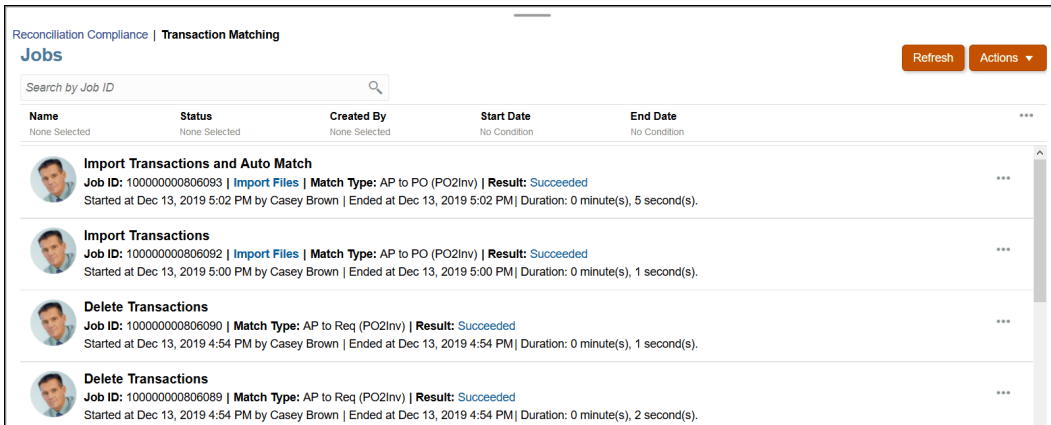 Reconciliation Compliance | Transaction Matching
Jobs
Refresh
Actions
Search by Job ID
Name Status Created By Start Date End Date
None Selected None Selected None Selected No Condition No Condition
Import Transactions and Auto Match
Job ID: 100000000806093 | Import Files | Match Type: AP to PO (PO2Inv) | Result: Succeeded
Started at Dec 13, 2019 5:02 PM by Casey Brown | Ended at Dec 13, 2019 5:02 PM| Duration: 0 minute(s), 5 second(s).
Import Transactions
Job ID: 100000000806092 | Import Files | Match Type: AP to PO (PO2Inv) | Result: Succeeded
Started at Dec 13, 2019 5:00 PM by Casey Brown | Ended at Dec 13, 2019 5:00 PM| Duration: 0 minute(s), 1 second(s).
Delete Transactions
Job ID: 100000000806090 | Match Type: AP to Req (PO2Inv) | Result: Succeeded
Started at Dec 13, 2019 4:54 PM by Casey Brown | Ended at Dec 13, 2019 4:54 PM| Duration: 0 minute(s), 1 second(s).
Delete Transactions
Job ID: 100000000806089 | Match Type: AP to Req (PO2Inv) | Result: Succeeded
Started at Dec 13, 2019 4:54 PM by Casey Brown | Ended at Dec 13, 2019 4:54 PM| Duration: 0 minute(s), 2 second(s).